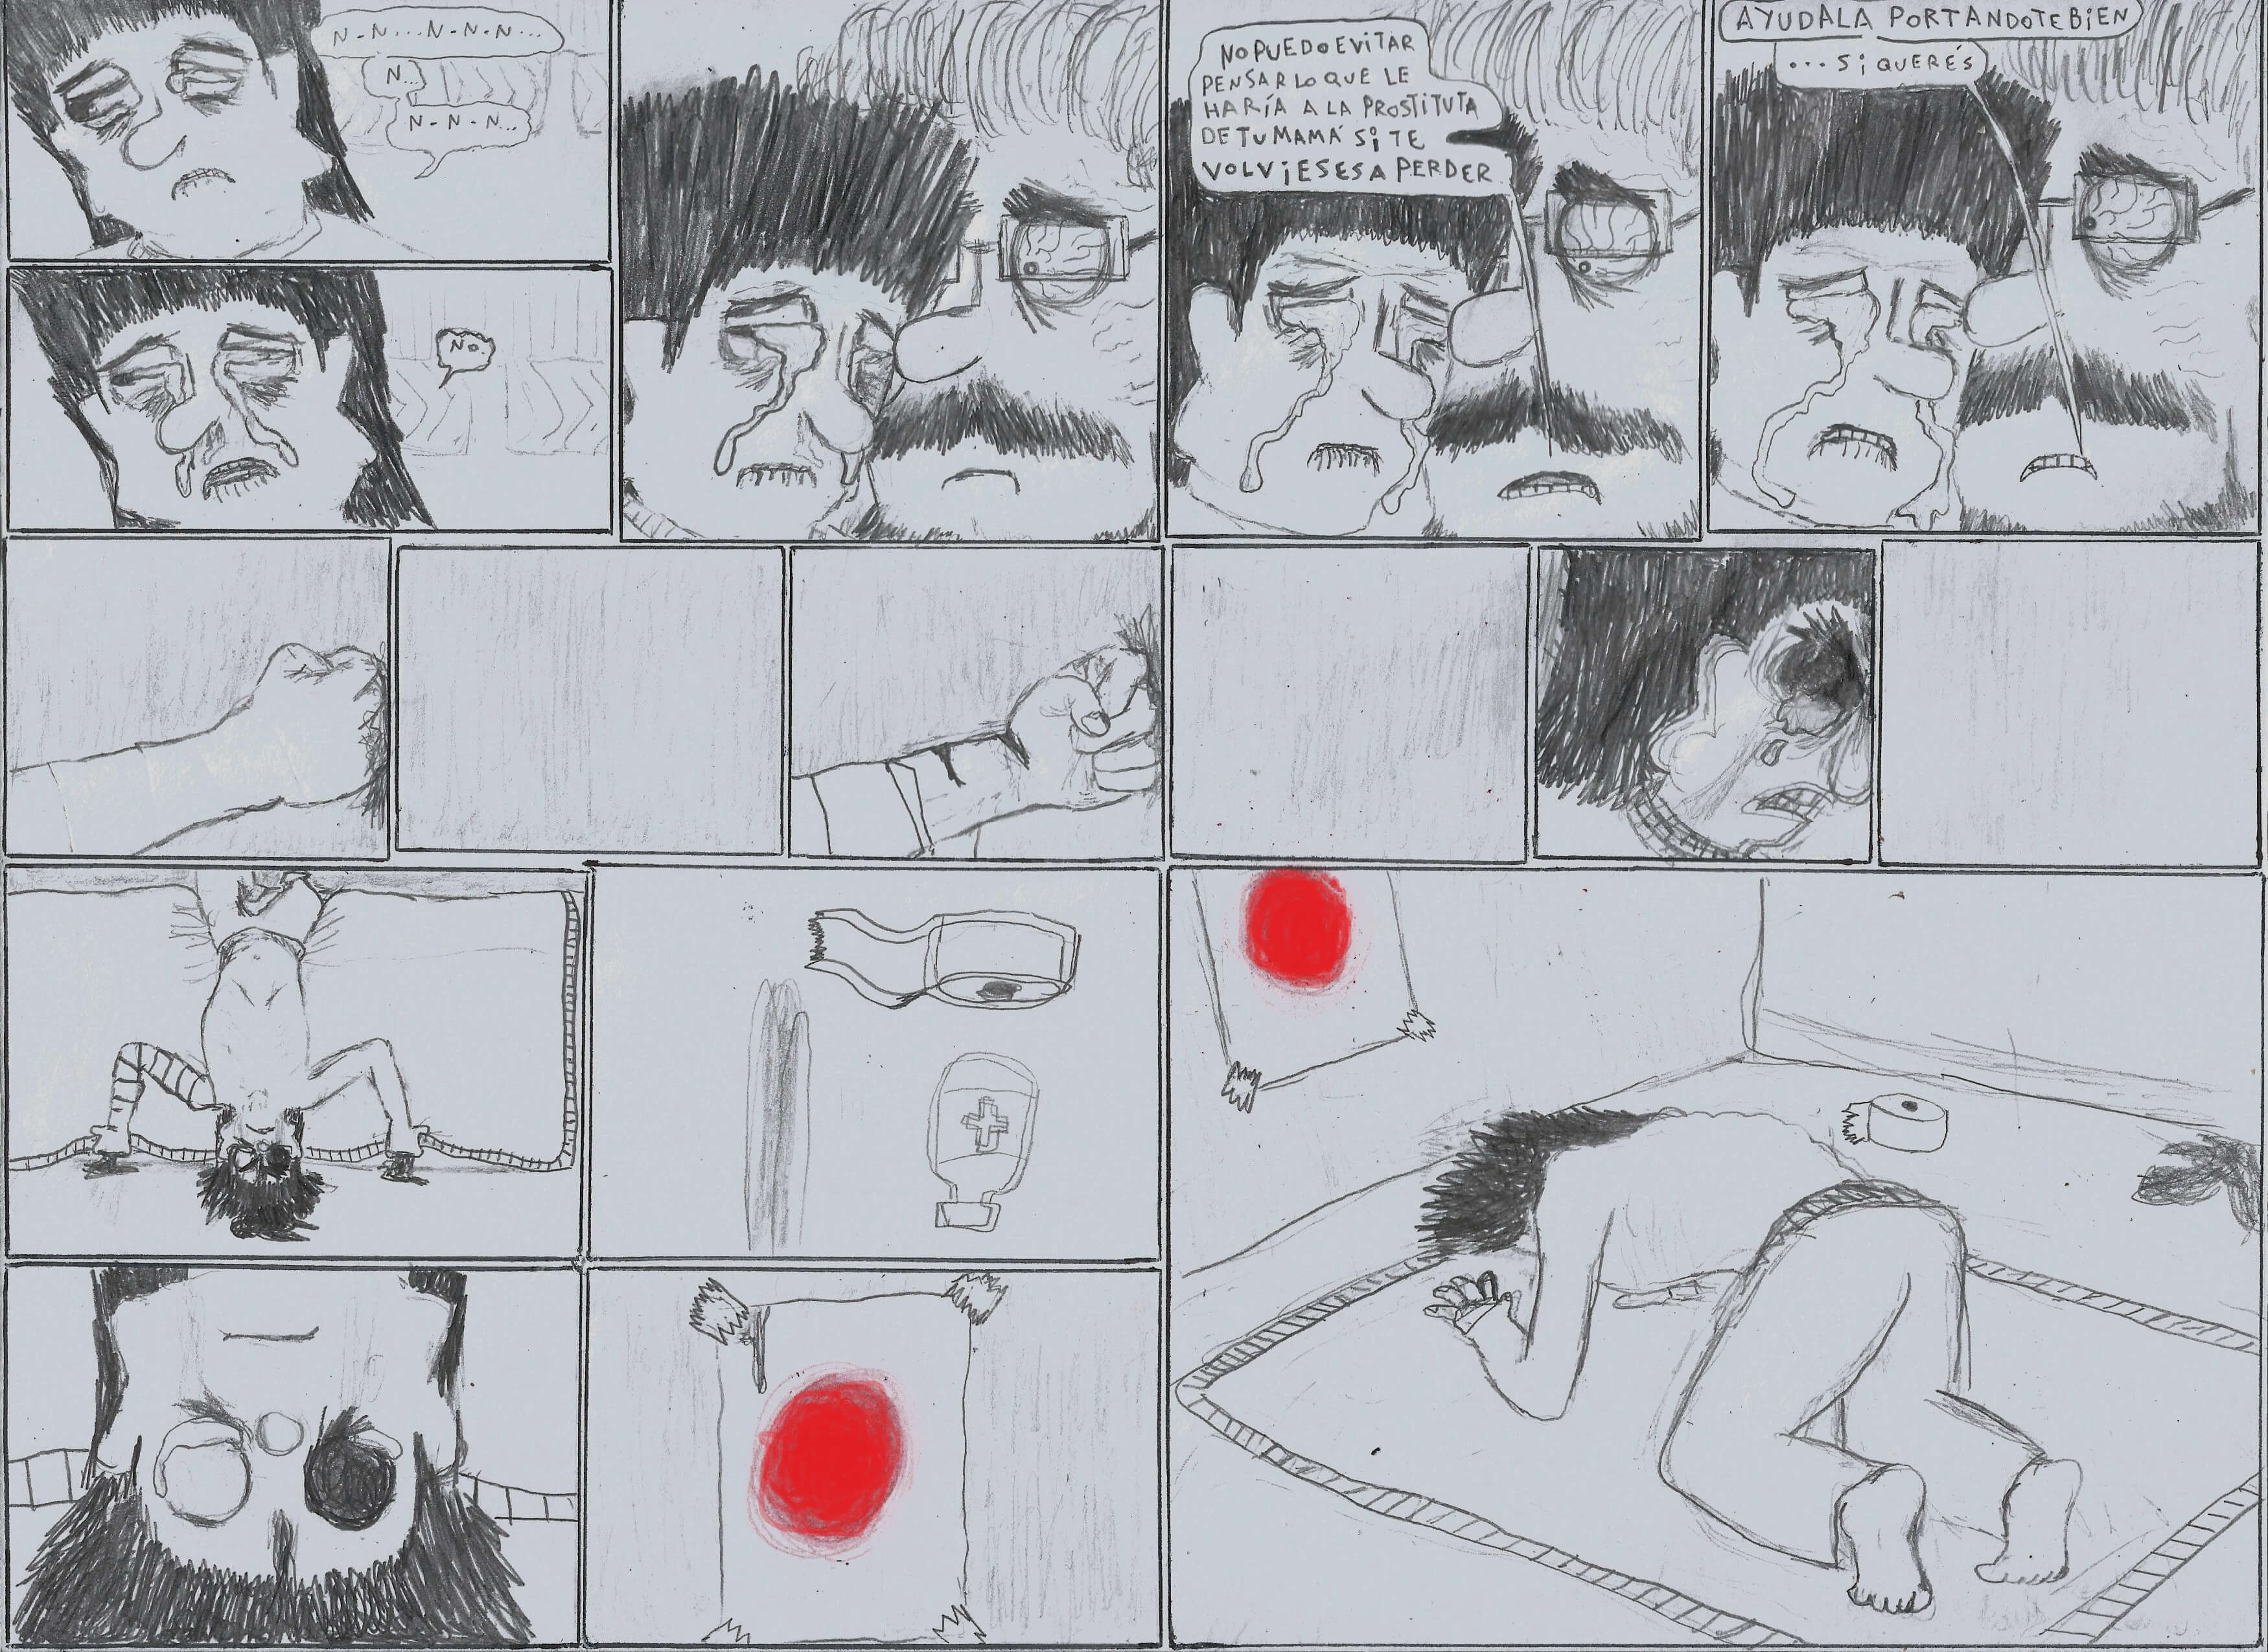 N-N...N-N-N...
N...
N-N-N...
NO.
NO PUEDO EVITAR
PENSAR LO QUE LE
HARÍA A LA PROSTITUTA
DE TU MAMÁ Si TE
VOLViESES A PERDER
AYUDALA PORTANDOTE BiEN
...Si QUERÉS